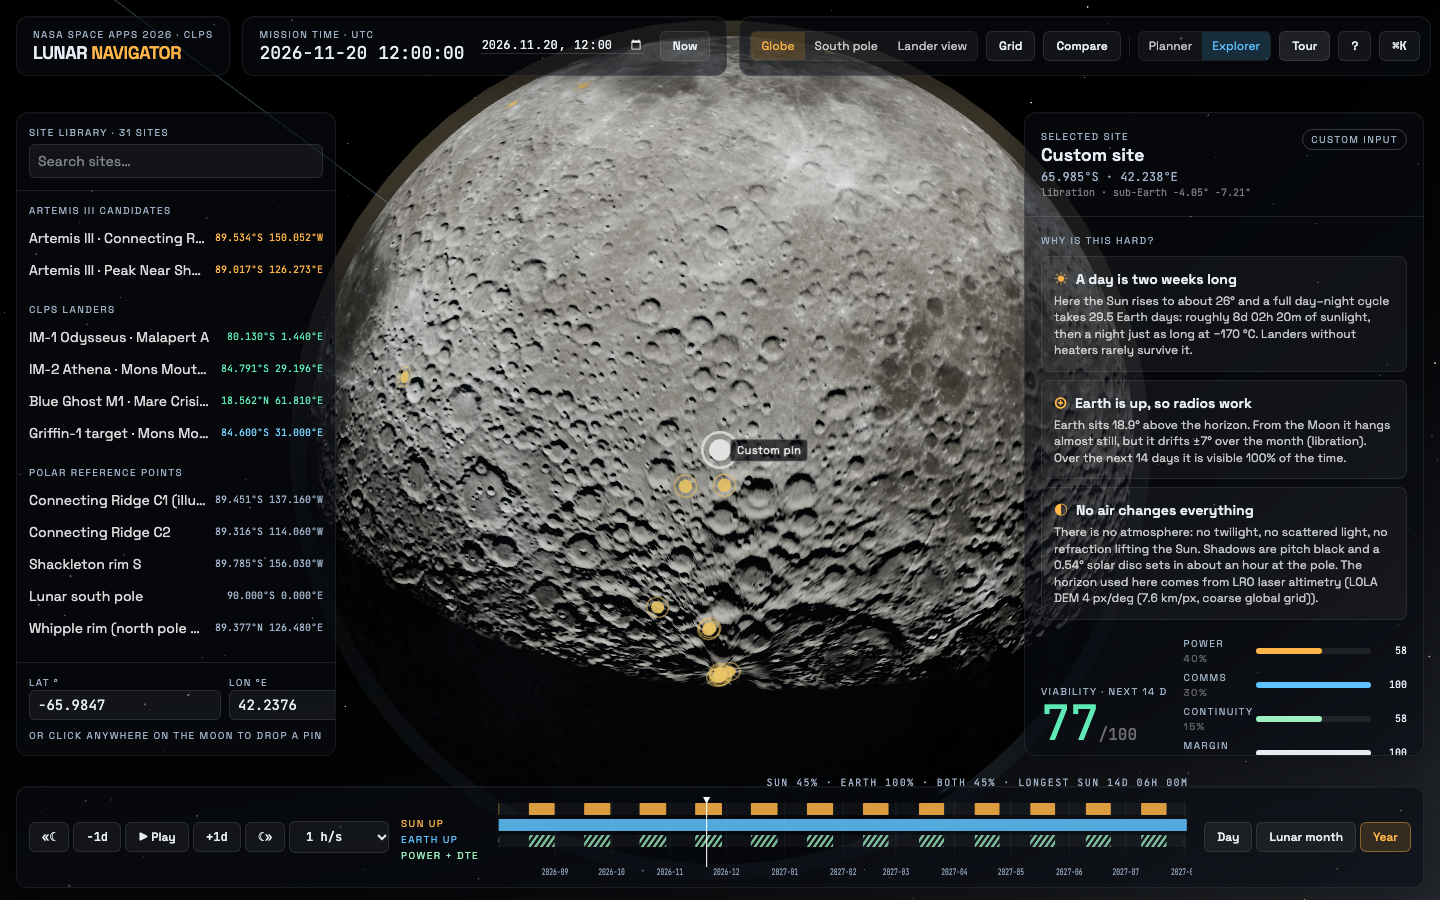 NASA SPACE APPS 2026 · CLPS
LUNAR NAVIGATOR
MISSION TIME · UTC
2026-11-20 12:00:00
2026.11.20, 12:00
Now
Globe
South pole
Lander view
Grid
Compare
Planner
Explorer
Tour
?
⌘K
SITE LIBRARY · 31 SITES
Search sites…
ARTEMIS III CANDIDATES
Artemis III · Connecting R… 89.534°S 150.052°W
Artemis III · Peak Near Sh… 89.017°S 126.273°E
CLPS LANDERS
IM-1 Odysseus · Malapert A 80.130°S 1.440°E
IM-2 Athena · Mons Mout… 84.791°S 29.196°E
Blue Ghost M1 · Mare Crisi… 18.562°N 61.810°E
Griffin-1 target · Mons Mo… 84.600°S 31.000°E
POLAR REFERENCE POINTS
Connecting Ridge C1 (illu… 89.451°S 137.160°W
Connecting Ridge C2 89.316°S 114.060°W
Shackleton rim S 89.785°S 156.030°W
Lunar south pole 90.000°S 0.000°E
Whipple rim (north pole … 89.377°N 126.480°E
LAT °
LON °E
-65.9847
42.2376
OR CLICK ANYWHERE ON THE MOON TO DROP A PIN
Custom pin
SELECTED SITE
CUSTOM INPUT
Custom site
65.985°S · 42.238°E
libration · sub-Earth -4.05° -7.21°
WHY IS THIS HARD?
☀ A day is two weeks long
Here the Sun rises to about 26° and a full day–night cycle
takes 29.5 Earth days: roughly 8d 02h 20m of sunlight,
then a night just as long at −170 °C. Landers without
heaters rarely survive it.
Earth is up, so radios work
Earth sits 18.9° above the horizon. From the Moon it hangs
almost still, but it drifts ±7° over the month (libration).
Over the next 14 days it is visible 100% of the time.
◐ No air changes everything
There is no atmosphere: no twilight, no scattered light, no
refraction lifting the Sun. Shadows are pitch black and a
0.54° solar disc sets in about an hour at the pole. The
horizon used here comes from LRO laser altimetry (LOLA
DEM 4 px/deg (7.6 km/px, coarse global grid)).
VIABILITY · NEXT 14 D
77/100
POWER
40%
58
COMMS
30%
100
CONTINUITY
15%
58
MARGIN
100
SUN 45% · EARTH 100% · BOTH 45% · LONGEST SUN 14D 06H 00M
«☾
-1d
▶ Play
+1d
☾»
1 h/s
SUN UP
EARTH UP
POWER + DTE
2026-09 2026-10 2026-11 2026-12 2027-01 2027-02 2027-03 2027-04 2027-05 2027-06 2027-07
Day
Lunar month
Year